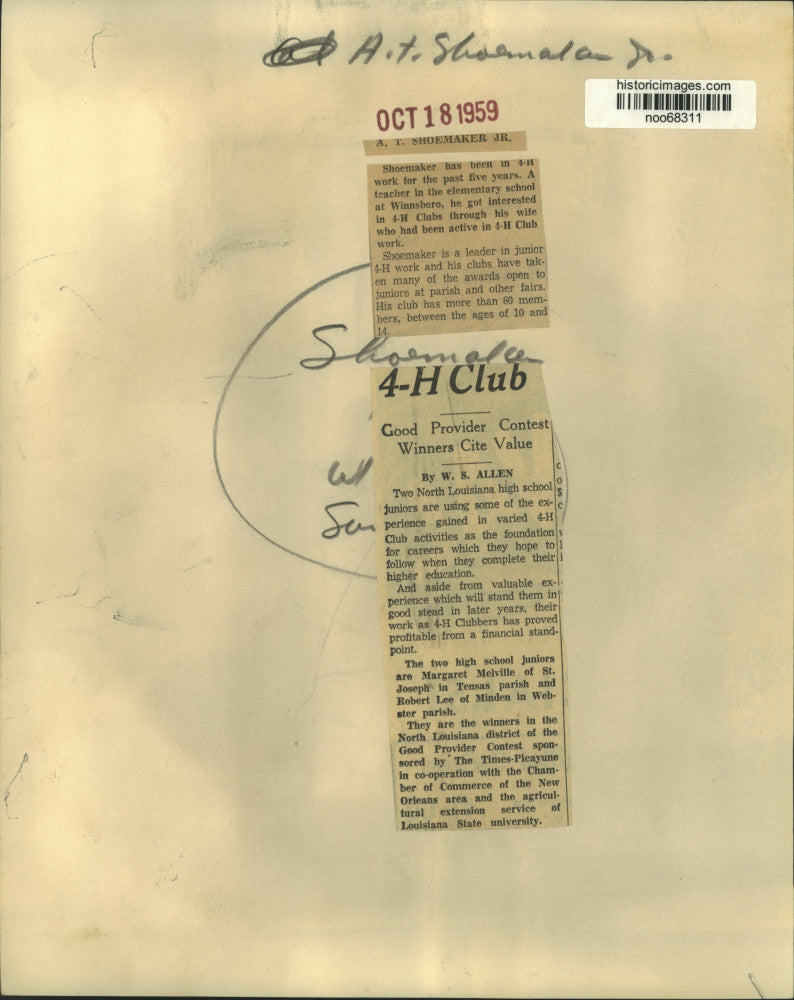 A. T. Shoemaker Jr.
historicimages.com
noo68311
OCT 18 1959
A. T. SHOEMAKER JR.
Shoemaker has been in 4-H
work for the past five years. A
teacher in the elementary school
at Winnsboro, he got interested
in 4-H Clubs through his wife
who had been active in 4-H Club
work.
Shoemaker is a leader in junior
4-H work and his clubs have tak-
en many of the awards open to
juniors at parish and other fairs.
His club has more than 60 mem-
bers, between the ages of 10 and
14.
Shoemaker
4-H Club
Good Provider Contest
Winners Cite Value
By W. S. ALLEN
Two North Louisiana high school
juniors are using some of the ex-
perience gained in varied 4-H
Club activities as the foundation
for careers which they hope to
follow when they complete their
higher education.
And aside from valuable ex-
perience which will stand them in
good stead in later years, their
work as 4-H Clubbers has proved
profitable from a financial stand-
point.
The two high school juniors
are Margaret Melville of St.
Joseph in Tensas parish and
Robert Lee of Minden in Web-
ster parish.
They are the winners in the
North Louisiana district of the
Good Provider Contest spon-
sored by The Times-Picayune
in co-operation with the Cham-
ber of Commerce of the New
Orleans area and the agricul-
tural extension service of
Louisiana State university.